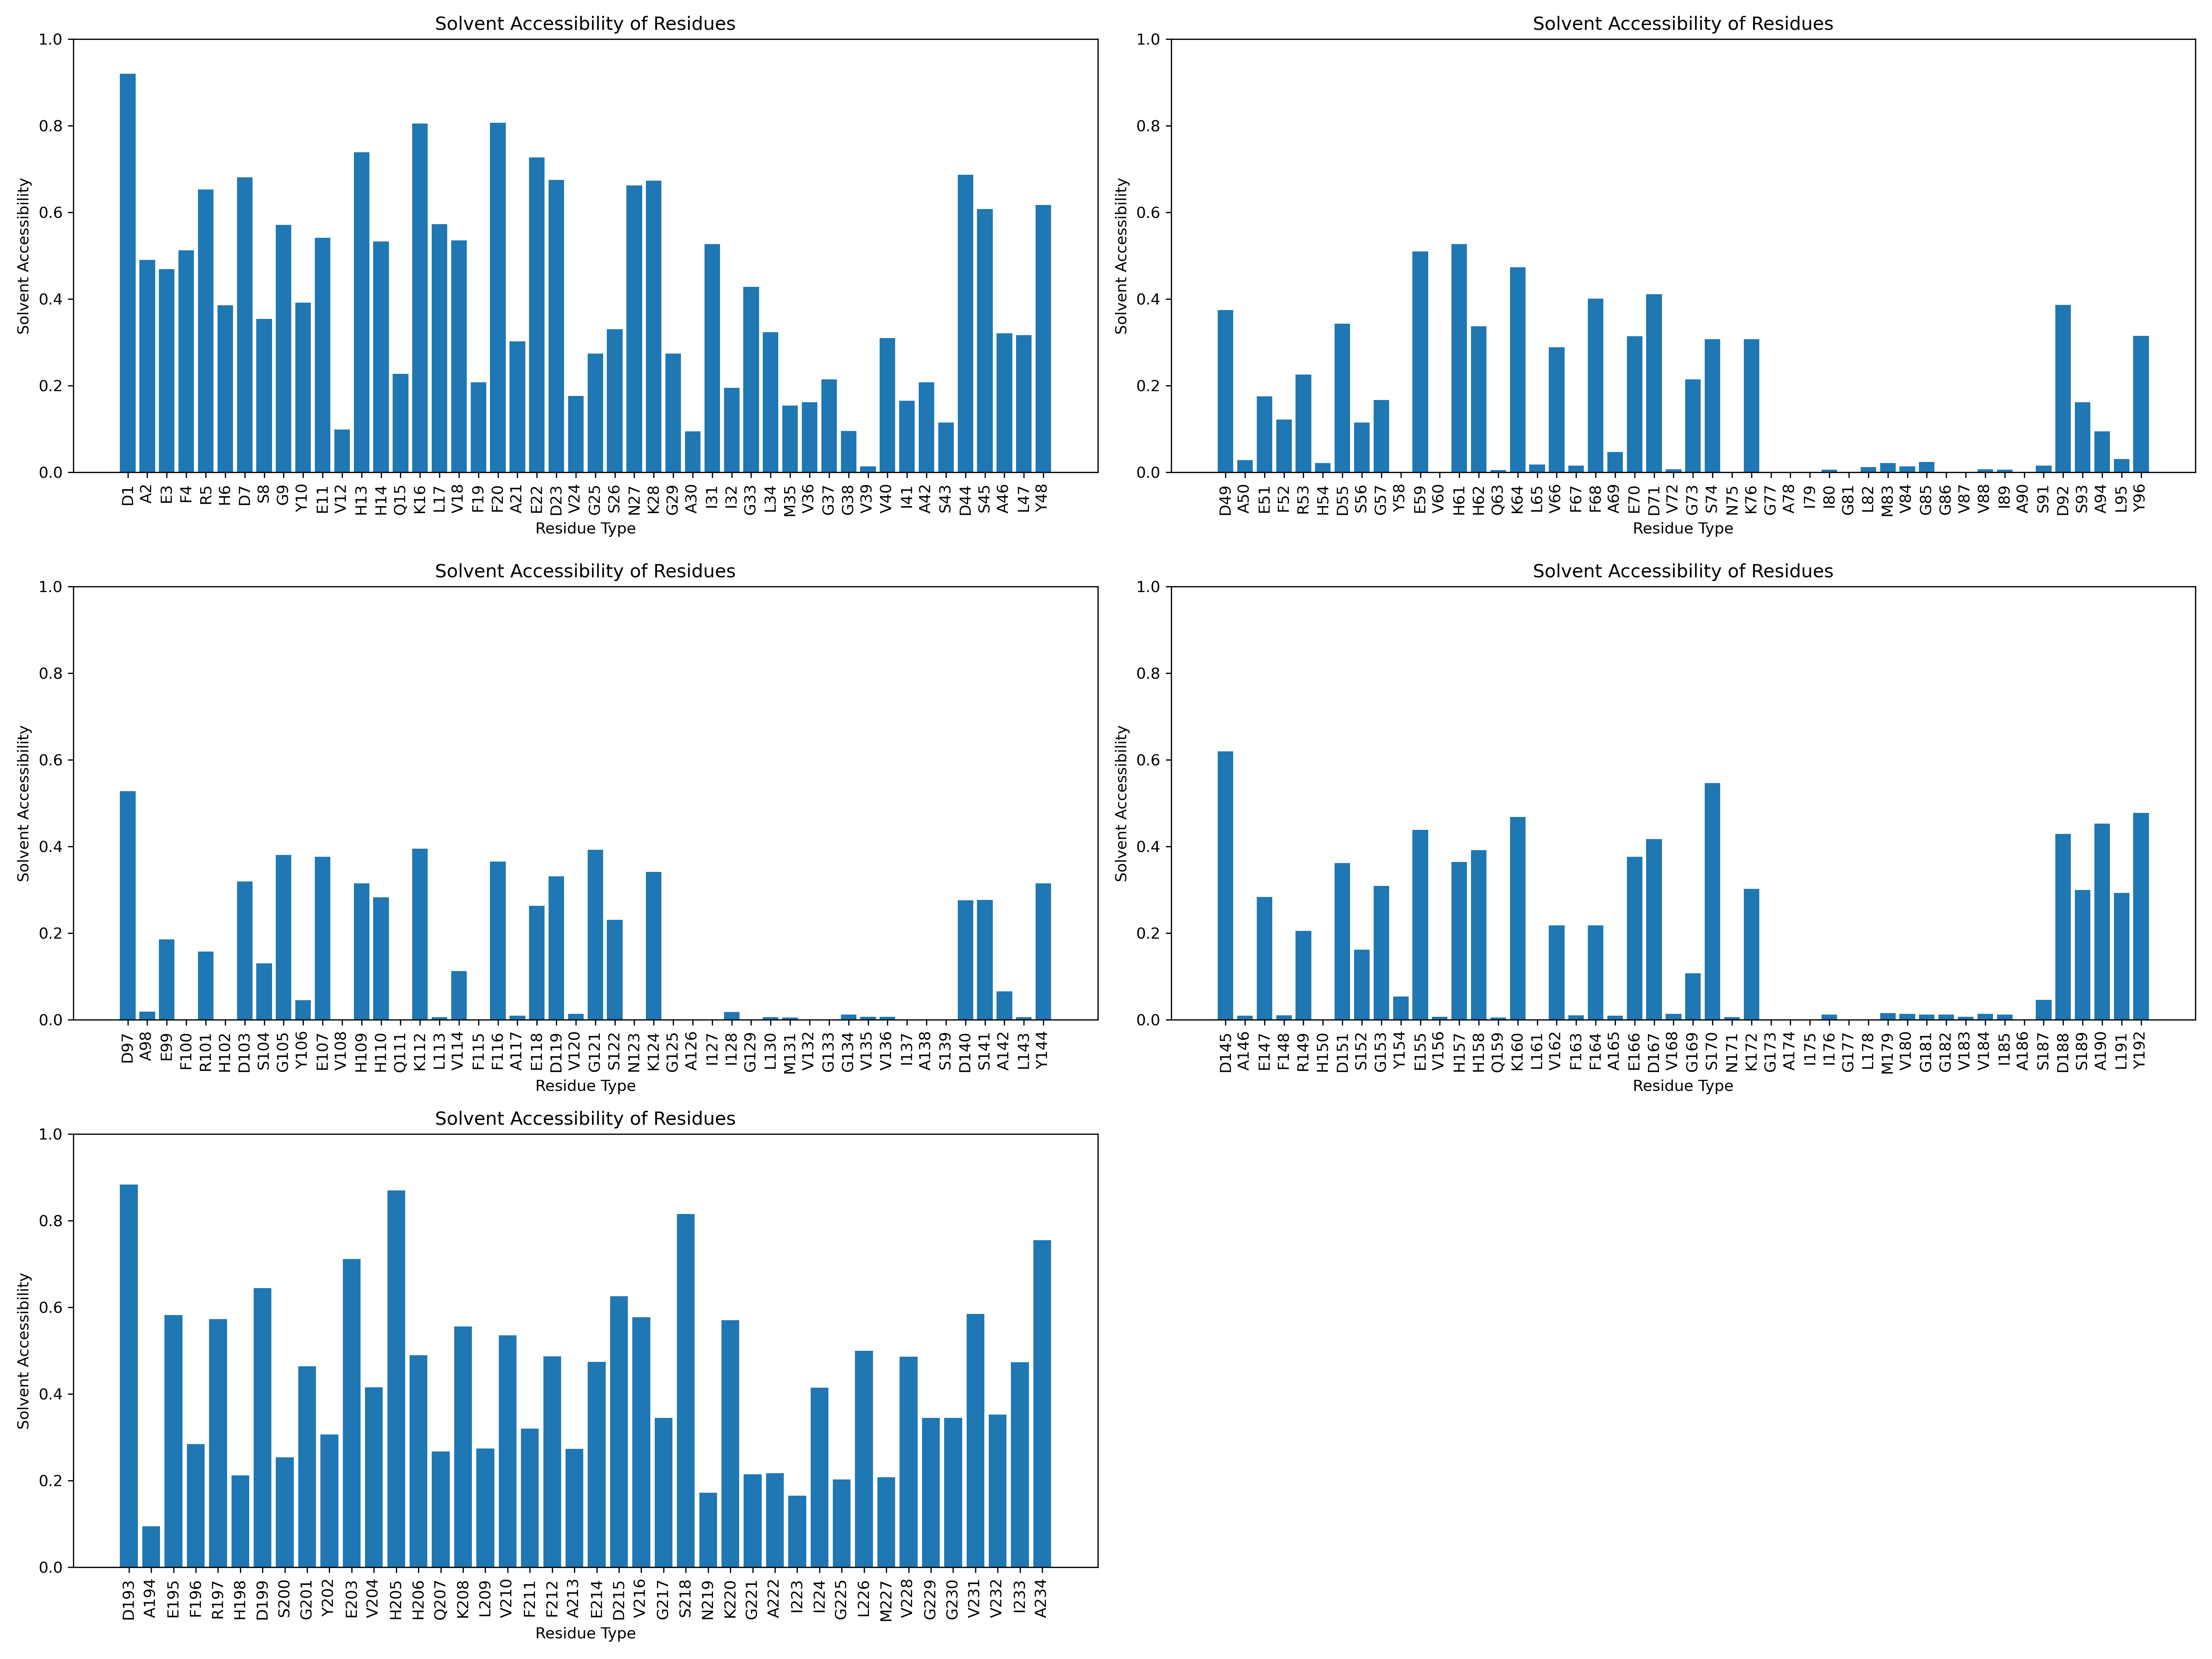 Solvent Accessibility of Residues
Solvent Accessibility
1.0
0.8
0.6
0.4
0.2
0.0
D1 A2 E3 F4 R5 H6 D7 S8 G9 Y10 E11 V12 H13 H14 Q15 K16 L17 V18 F19 F20 A21 E22 D23 V24 G25 S26 N27 K28 G29 A30 I31 I32 G33 L34 M35 V36 G37 G38 V39 V40 I41 A42 S43 D44 S45 A46 L47 Y48
Residue Type
Solvent Accessibility of Residues
Solvent Accessibility
1.0
0.8
0.6
0.4
0.2
0.0
D49 A50 E51 F52 R53 H54 D55 S56 G57 Y58 E59 V60 H61 H62 Q63 K64 L65 V66 F67 F68 A69 E70 D71 V72 G73 S74 N75 K76 G77 A78 I79 I80 G81 L82 M83 V84 G85 G86 V87 V88 I89 A90 S91 D92 S93 A94 L95 Y96
Residue Type
Solvent Accessibility of Residues
Solvent Accessibility
1.0
0.8
0.6
0.4
0.2
0.0
D97 A98 E99 F100 R101 H102 D103 S104 G105 Y106 E107 V108 H109 H110 Q111 K112 L113 V114 F115 F116 A117 E118 D119 V120 G121 S122 N123 K124 G125 A126 I127 I128 G129 L130 M131 V132 G133 G134 V135 V136 I137 A138 S139 D140 S141 A142 L143 Y144
Residue Type
Solvent Accessibility of Residues
Solvent Accessibility
1.0
0.8
0.6
0.4
0.2
0.0
D145 A146 E147 F148 R149 H150 D151 S152 G153 Y154 E155 V156 H157 H158 Q159 K160 L161 V162 F163 F164 A165 E166 D167 V168 G169 S170 N171 K172 G173 A174 I175 I176 G177 L178 M179 V180 G181 G182 V183 V184 I185 A186 S187 D188 S189 A190 L191 Y192
Residue Type
Solvent Accessibility of Residues
Solvent Accessibility
1.0
0.8
0.6
0.4
0.2
0.0
D193 A194 E195 F196 R197 H198 D199 S200 G201 Y202 E203 V204 H205 H206 Q207 K208 L209 V210 F211 F212 A213 E214 D215 V216 G217 S218 N219 K220 G221 A222 I223 I224 G225 L226 M227 V228 G229 G230 V231 V232 I233 A234
Residue Type